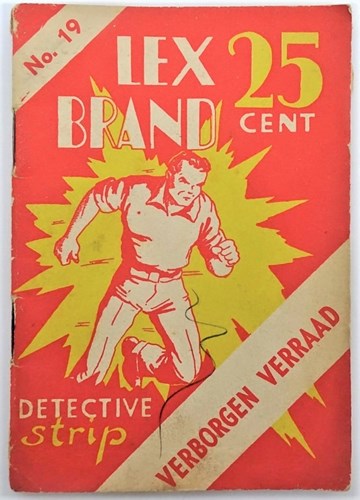 No. 19
LEX
BRAND
25
CENT
DETECTIVE
strip
VERBORGEN VERRAAD